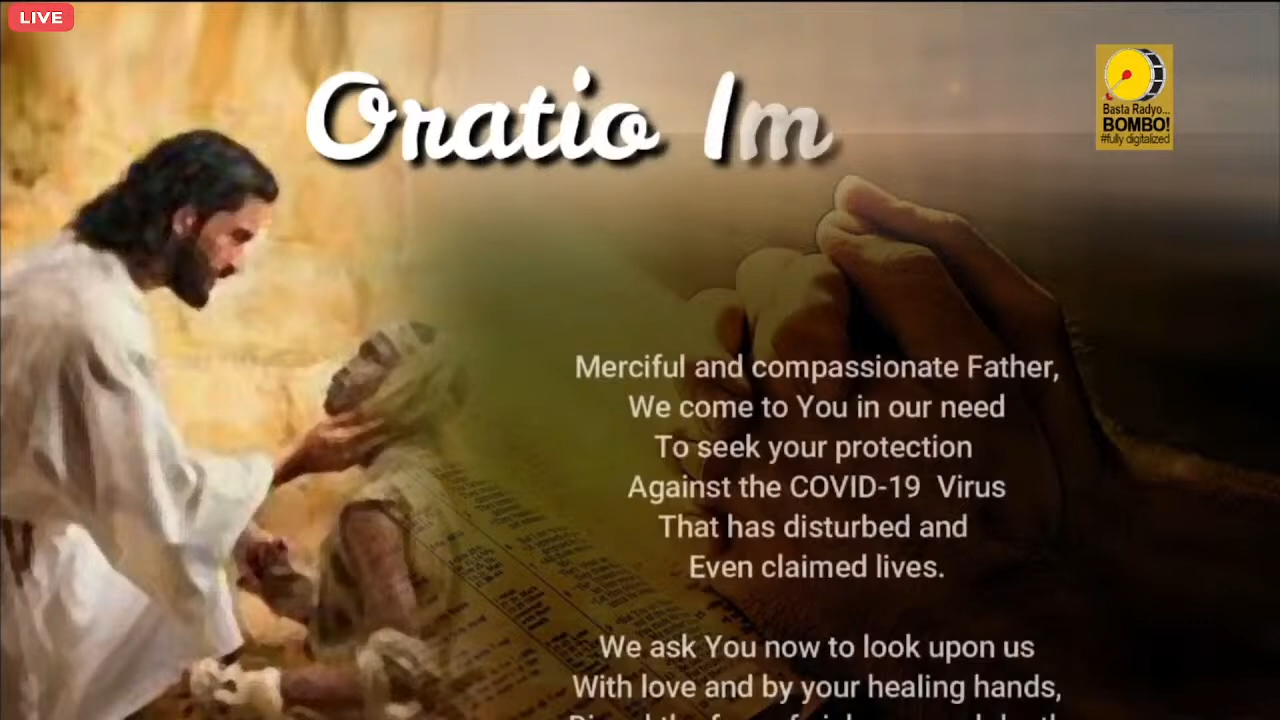 LIVE
Oratio Im
Basta Radyo...
BOMBO!
#fully digitalized
Merciful and compassionate Father,
We come to You in our need
To seek your protection
Against the COVID-19 Virus
That has disturbed and
Even claimed lives.
We ask You now to look upon us
With love and by your healing hands,